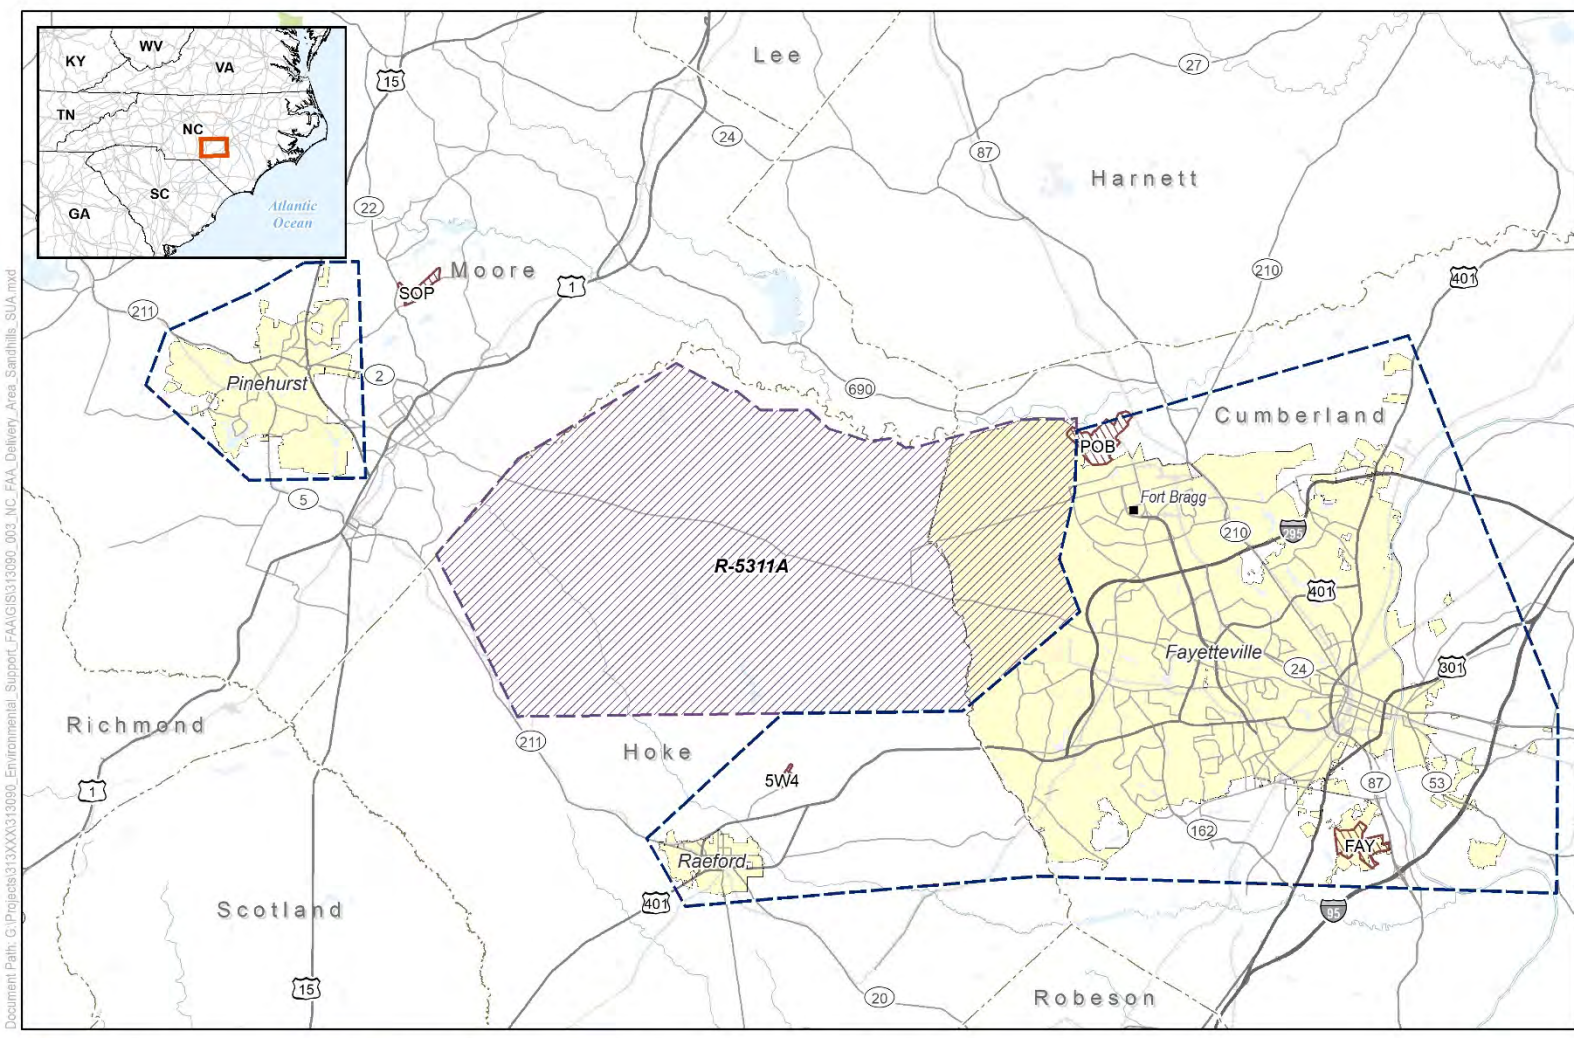 KY
WV
VA
TN
NC
SC
GA
Atlantic
Ocean
15
Lee
27
24
87
Harnett
22
Moore
SOP
1
210
401
211
Pinehurst
2
690
Cumberland
POB
5
Fort Bragg
210
295
R-5311A
401
Fayetteville
24
301
Richmond
211
Hoke
5W4
1
87
53
162
FAY
Raeford
401
Scotland
95
15
20
Robeson
Document Path: G:\Projects\313XXX\313090_Environmental_Support_FAA\GIS\313090_003_NC_FAA_Delivery_Area_Sandhills_SUA.mxd